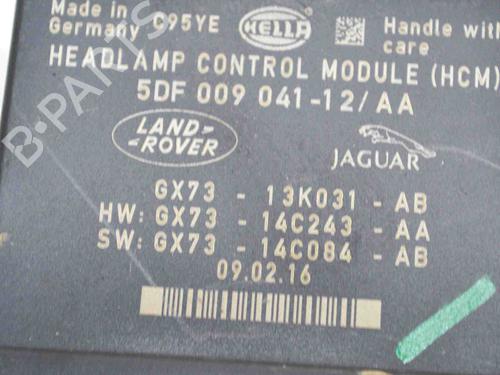 Made in
Germany C95YE
HELLA
Handle with
care
HEADLAMP CONTROL MODULE (HCM)
5DF 009 041-12/AA
LAND-
-ROVER
JAGUAR
GX73 - 13K031 - AB
HW: GX73 - 14C243 - AA
SW: GX73 - 14C084 - AB
09.02.16
B-PARTS